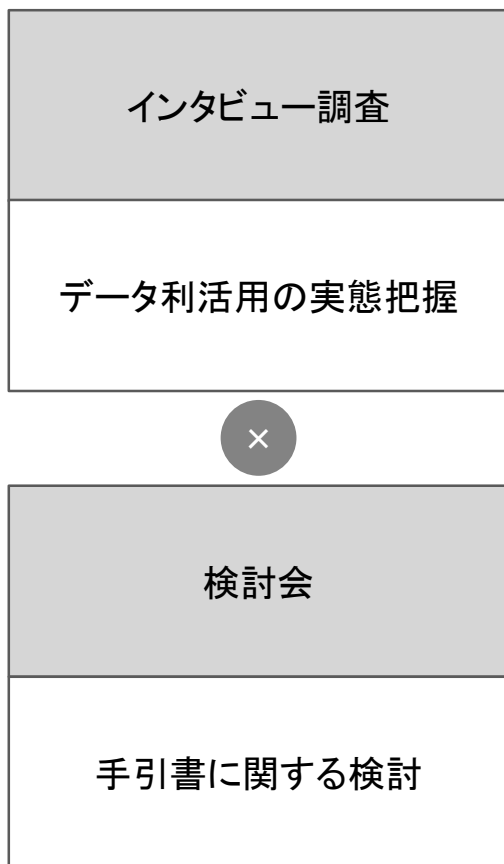 インタビュー調査
データ利活用の実態把握
×
検討会
手引書に関する検討